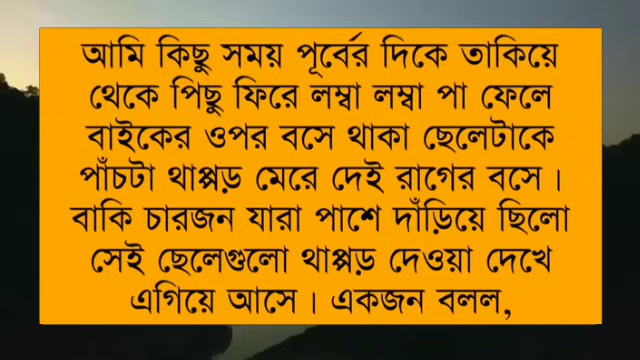 আমি কিছু সময় পূর্বের দিকে তাকিয়ে
থেকে পিছু ফিরে লম্বা লম্বা পা ফেলে
বাইকের ওপর বসে থাকা ছেলেটাকে
পাঁচটা থাপ্পড় মেরে দেই রাগের বসে।
বাকি চারজন যারা পাশে দাঁড়িয়ে ছিলো
সেই ছেলেগুলো থাপ্পড় দেওয়া দেখে
এগিয়ে আসে। একজন বলল,